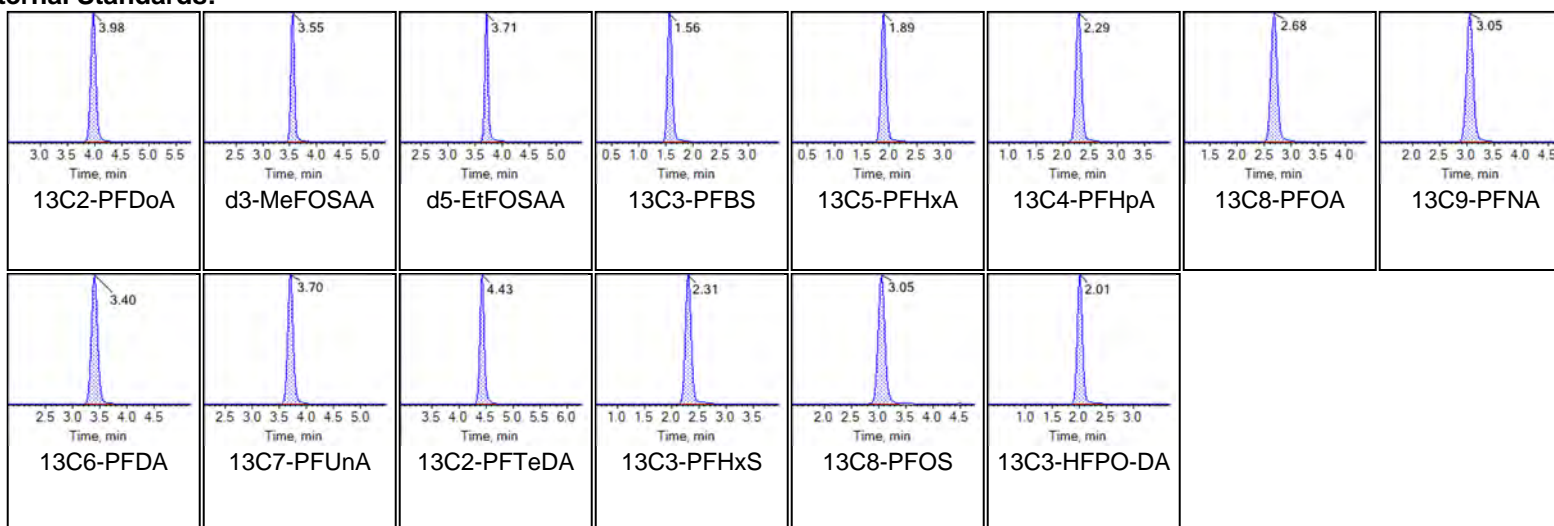 ternal Standards:
3.98 3.55 3.71 1.56 1.89 2.29 2.68 3.05
3.0 3.5 4.0 4.5 5.0 5.5 2.5 3.0 3.5 4.0 4.5 5.0 2.5 3.0 3.5 4.0 4.5 5.0 0.5 1.0 1.5 2.0 2.5 3.0 0.5 1.0 1.5 2.0 2.5 3.0 1.0 1.5 2.0 2.5 3.0 3.5 1.5 2.0 2.5 3.0 3.5 4.0 2.0 2.5 3.0 3.5 4.0 4.5
Time, min Time, min Time, min Time, min Time, min Time, min Time, min Time, min
13C2-PFDoA d3-MeFOSAA d5-EtFOSAA 13C3-PFBS 13C5-PFHxA 13C4-PFHpA 13C8-PFOA 13C9-PFNA
3.40 3.70 4.43 2.31 3.05 2.01
2.5 3.0 3.5 4.0 4.5 2.5 3.0 3.5 4.0 4.5 5.0 3.5 4.0 4.5 5.0 5.5 6.0 1.0 1.5 2.0 2.5 3.0 3.5 2.0 2.5 3.0 3.5 4.0 4.5 1.0 1.5 2.0 2.5 3.0
Time, min Time, min Time, min Time, min Time, min Time, min
13C6-PFDA 13C7-PFUnA 13C2-PFTeDA 13C3-PFHxS 13C8-PFOS 13C3-HFPO-DA